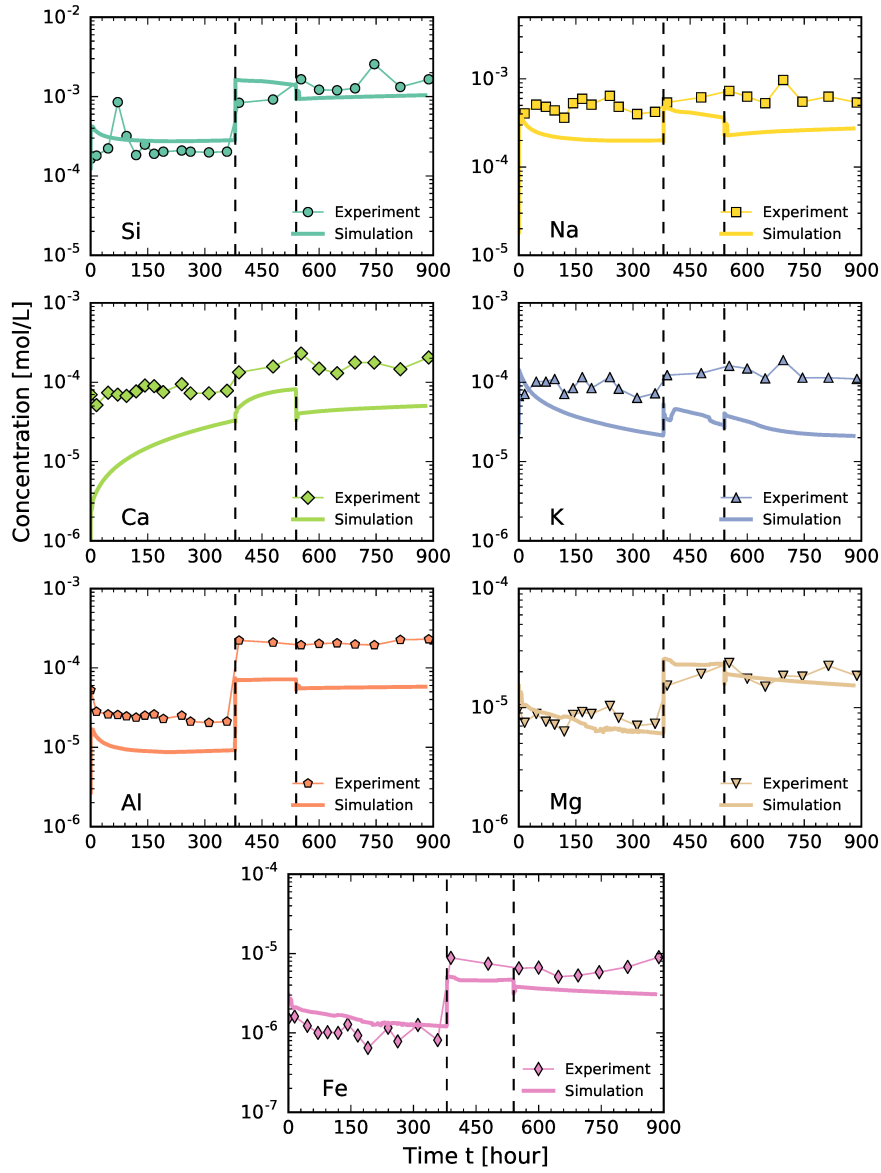 10⁻²
10⁻³
10⁻⁴
10⁻⁵
Si
Experiment
Simulation
0 150 300 450 600 750 900
10⁻³
10⁻⁴
10⁻⁵
Na
Experiment
Simulation
0 150 300 450 600 750 900
Concentration [mol/L]
10⁻³
10⁻⁴
10⁻⁵
10⁻⁶
Ca
Experiment
Simulation
0 150 300 450 600 750 900
10⁻³
10⁻⁴
10⁻⁵
10⁻⁶
K
Experiment
Simulation
0 150 300 450 600 750 900
10⁻³
10⁻⁴
10⁻⁵
10⁻⁶
Al
Experiment
Simulation
0 150 300 450 600 750 900
10⁻⁴
10⁻⁵
10⁻⁶
Mg
Experiment
Simulation
0 150 300 450 600 750 900
10⁻⁴
10⁻⁵
10⁻⁶
10⁻⁷
Fe
Experiment
Simulation
0 150 300 450 600 750 900
Time t [hour]